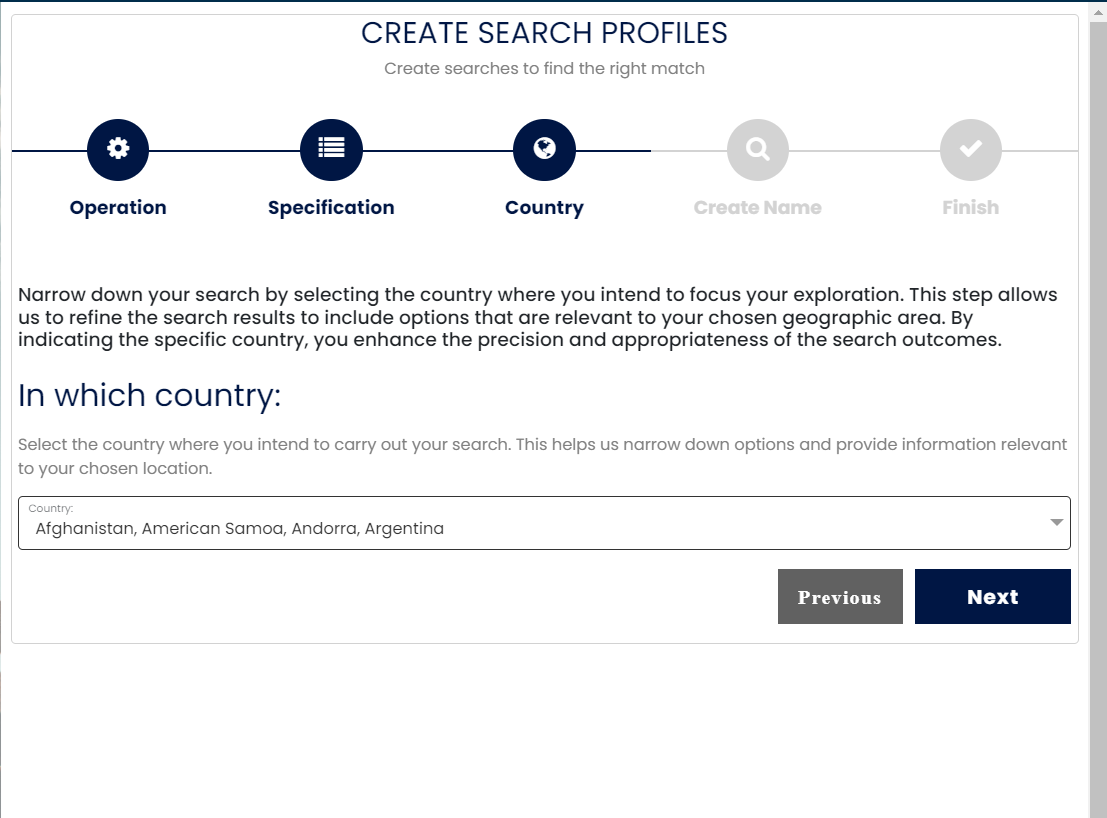 CREATE SEARCH PROFILES
Create searches to find the right match
Operation
Specification
Country
Create Name
Finish
Narrow down your search by selecting the country where you intend to focus your exploration. This step allows
us to refine the search results to include options that are relevant to your chosen geographic area. By
indicating the specific country, you enhance the precision and appropriateness of the search outcomes.
In which country:
Select the country where you intend to carry out your search. This helps us narrow down options and provide information relevant
to your chosen location.
Country:
Afghanistan, American Samoa, Andorra, Argentina
Previous
Next